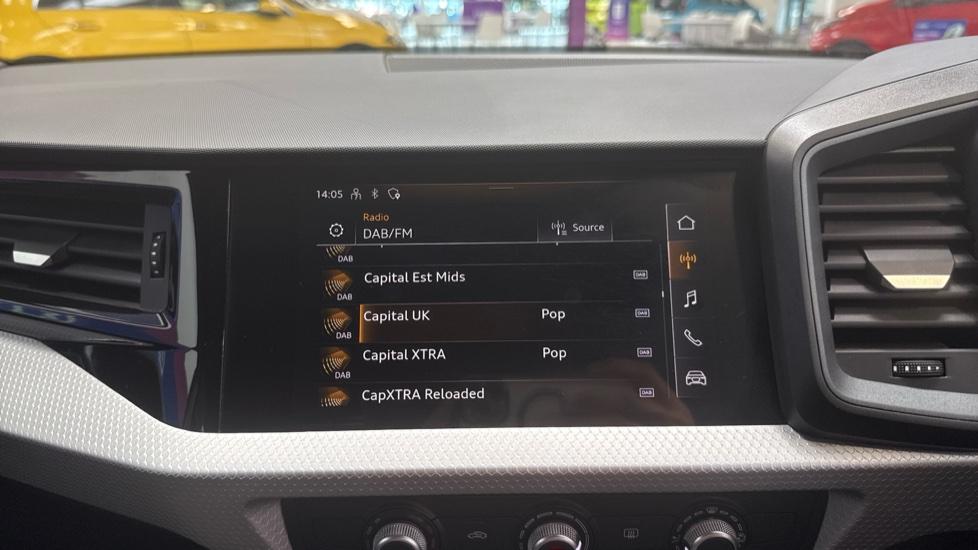 14:05
Radio
DAB/FM
Source
DAB
Capital Est Mids
DAB
DAB
Capital UK Pop
DAB
DAB
Capital XTRA Pop
DAB
DAB
CapXTRA Reloaded
DAB